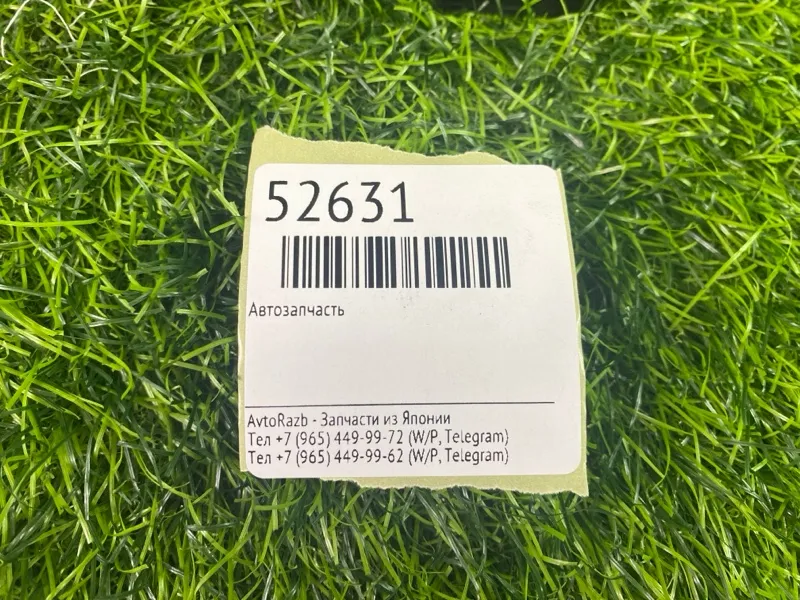 52631
Автозапчасть
AvtoRazb - Запчасти из Японии
Тел +7 (965) 449-99-72 (W/P, Telegram)
Тел +7 (965) 449-99-62 (W/P, Telegram)